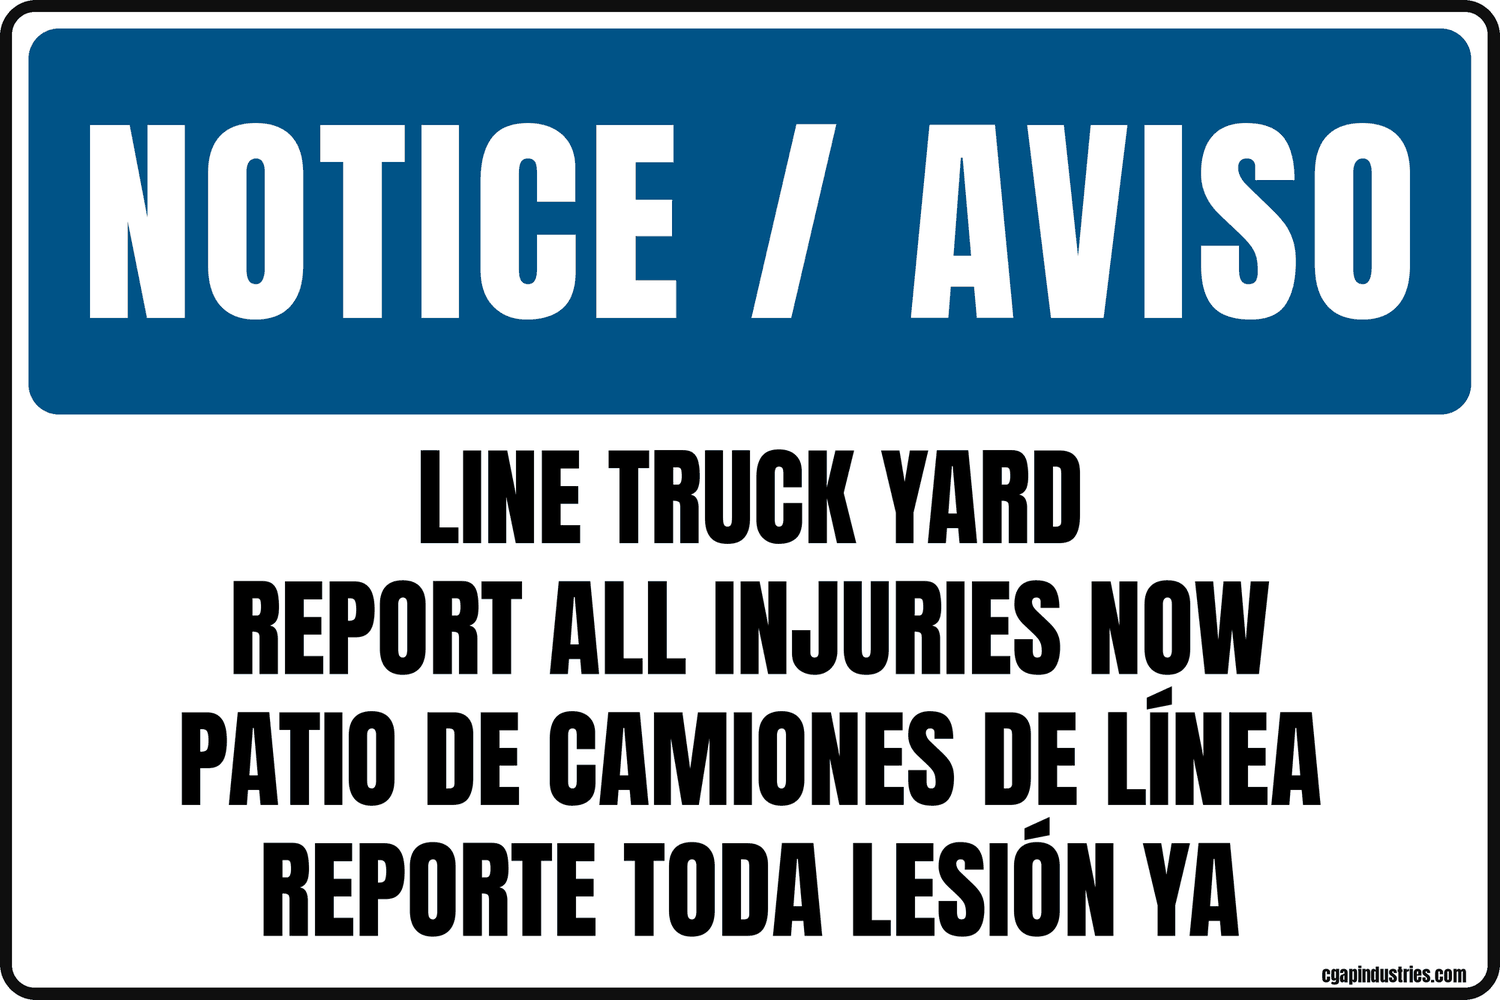 NOTICE / AVISO
LINE TRUCK YARD
REPORT ALL INJURIES NOW
PATIO DE CAMIONES DE LÍNEA
REPORTE TODA LESIÓN YA
cgapindustries.com